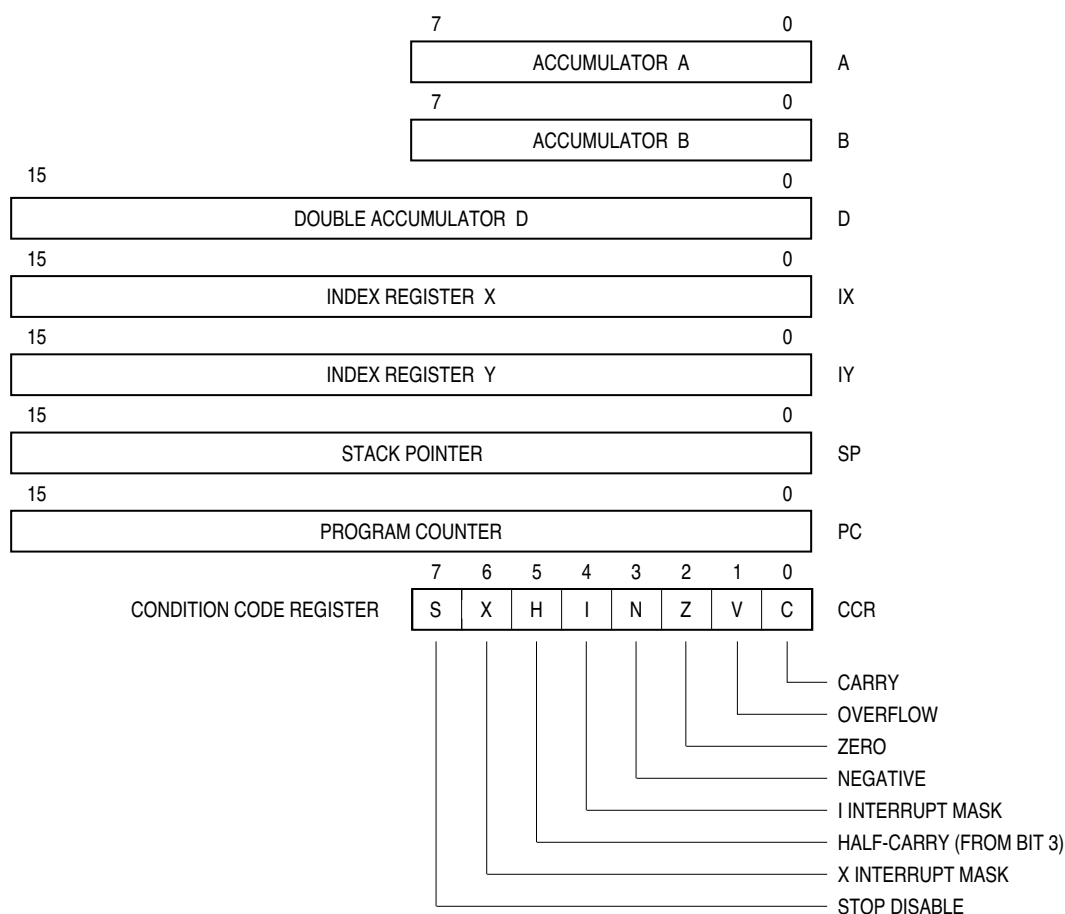 7 0
ACCUMULATOR A A
7 0
ACCUMULATOR B B
15 0
DOUBLE ACCUMULATOR D D
15 0
INDEX REGISTER X IX
15 0
INDEX REGISTER Y IY
15 0
STACK POINTER SP
15 0
PROGRAM COUNTER PC
7 6 5 4 3 2 1 0
CONDITION CODE REGISTER S X H I N Z V C CCR
CARRY
OVERFLOW
ZERO
NEGATIVE
I INTERRUPT MASK
HALF-CARRY (FROM BIT 3)
X INTERRUPT MASK
STOP DISABLE